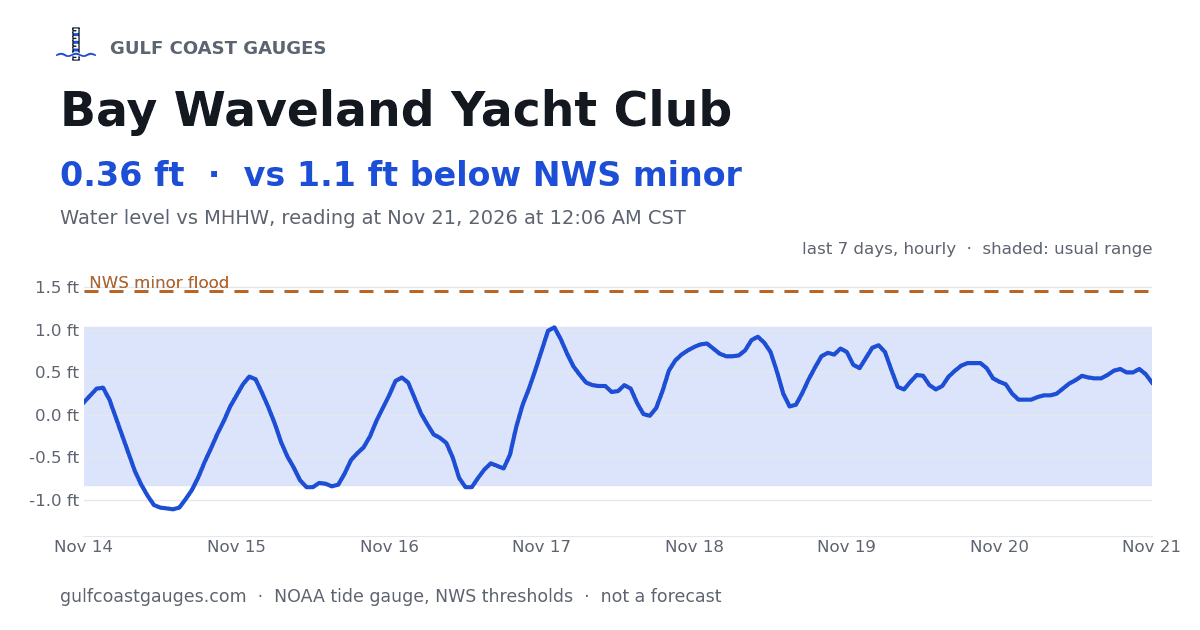 GULF COAST GAUGES
Bay Waveland Yacht Club
0.36 ft · vs 1.1 ft below NWS minor
Water level vs MHHW, reading at Nov 21, 2026 at 12:06 AM CST
last 7 days, hourly · shaded: usual range
NWS minor flood
1.5 ft
1.0 ft
0.5 ft
0.0 ft
-0.5 ft
-1.0 ft
Nov 14 Nov 15 Nov 16 Nov 17 Nov 18 Nov 19 Nov 20 Nov 21
gulfcoastgauges.com · NOAA tide gauge, NWS thresholds · not a forecast